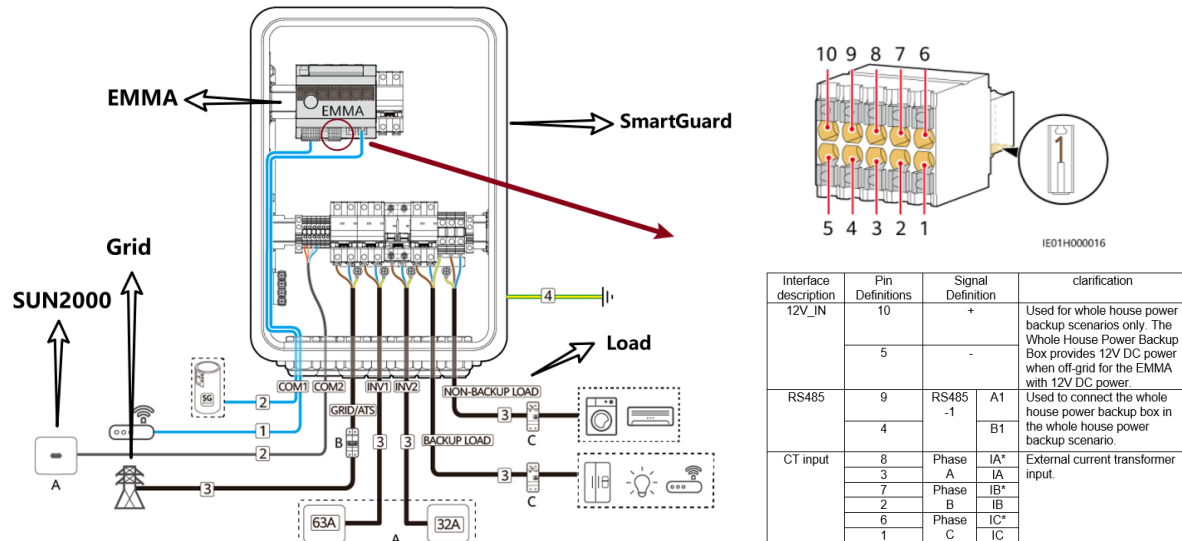 EMMA
EMMA
SmartGuard
Grid
SUN2000
4
Load
COM1
COM2
INV1
INV2
NON-BACKUP LOAD
GRID/ATS
BACKUP LOAD
SG
2
1
2
3
B
3
3
3
C
3
C
A
63A
32A
A
10 9 8 7 6
5 4 3 2 1
1
IE01H000016
Interface description Pin Definitions Signal Definition clarification
12V_IN 10 + Used for whole house power
backup scenarios only. The
Whole House Power Backup
5 - Box provides 12V DC power
when off-grid for the EMMA
with 12V DC power.
RS485 9 RS485 A1 Used to connect the whole
-1 house power backup box in
4 B1 the whole house power
backup scenario.
CT input 8 Phase IA* External current transformer
3 A IA input.
7 Phase IB*
2 B IB
6 Phase IC*
1 C IC